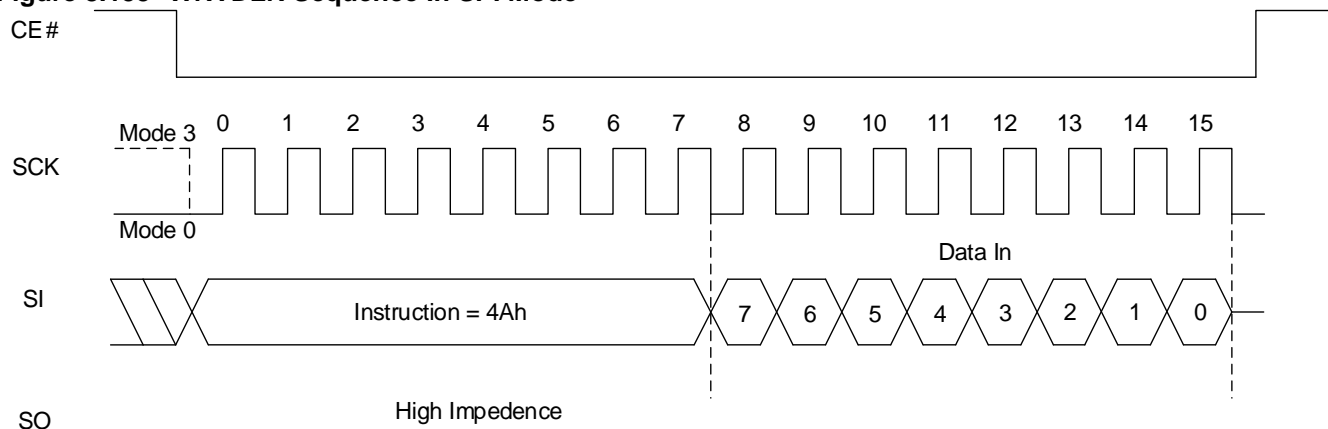 CE#
Mode 3
0 1 2 3 4 5 6 7 8 9 10 11 12 13 14 15
SCK
Mode 0
Data In
SI
Instruction = 4Ah
7 6 5 4 3 2 1 0
High Impedence
SO